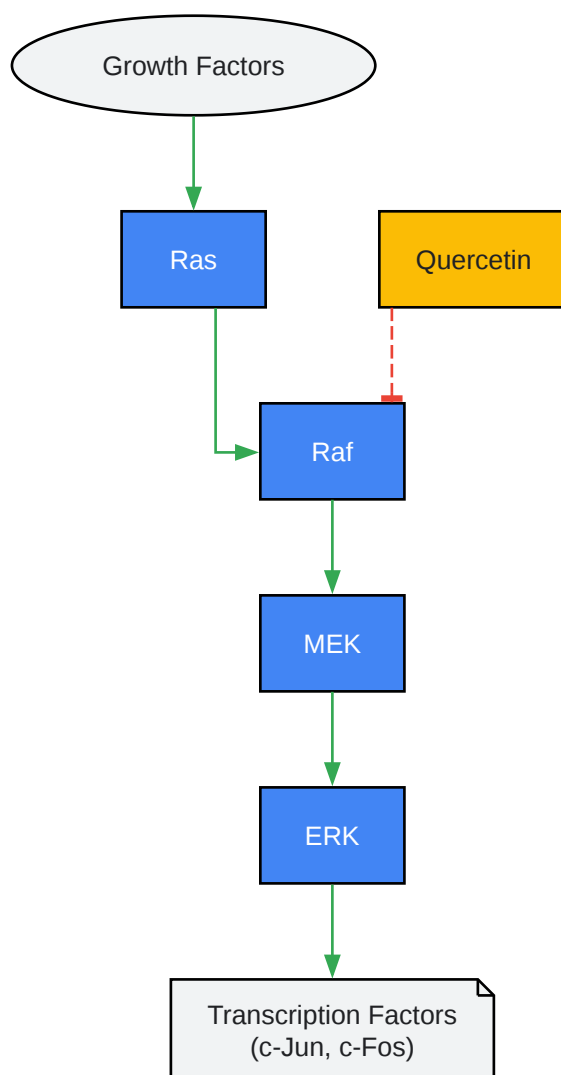 Growth Factors
Ras
Quercetin
Raf
MEK
ERK
Transcription Factors
(c-Jun, c-Fos)